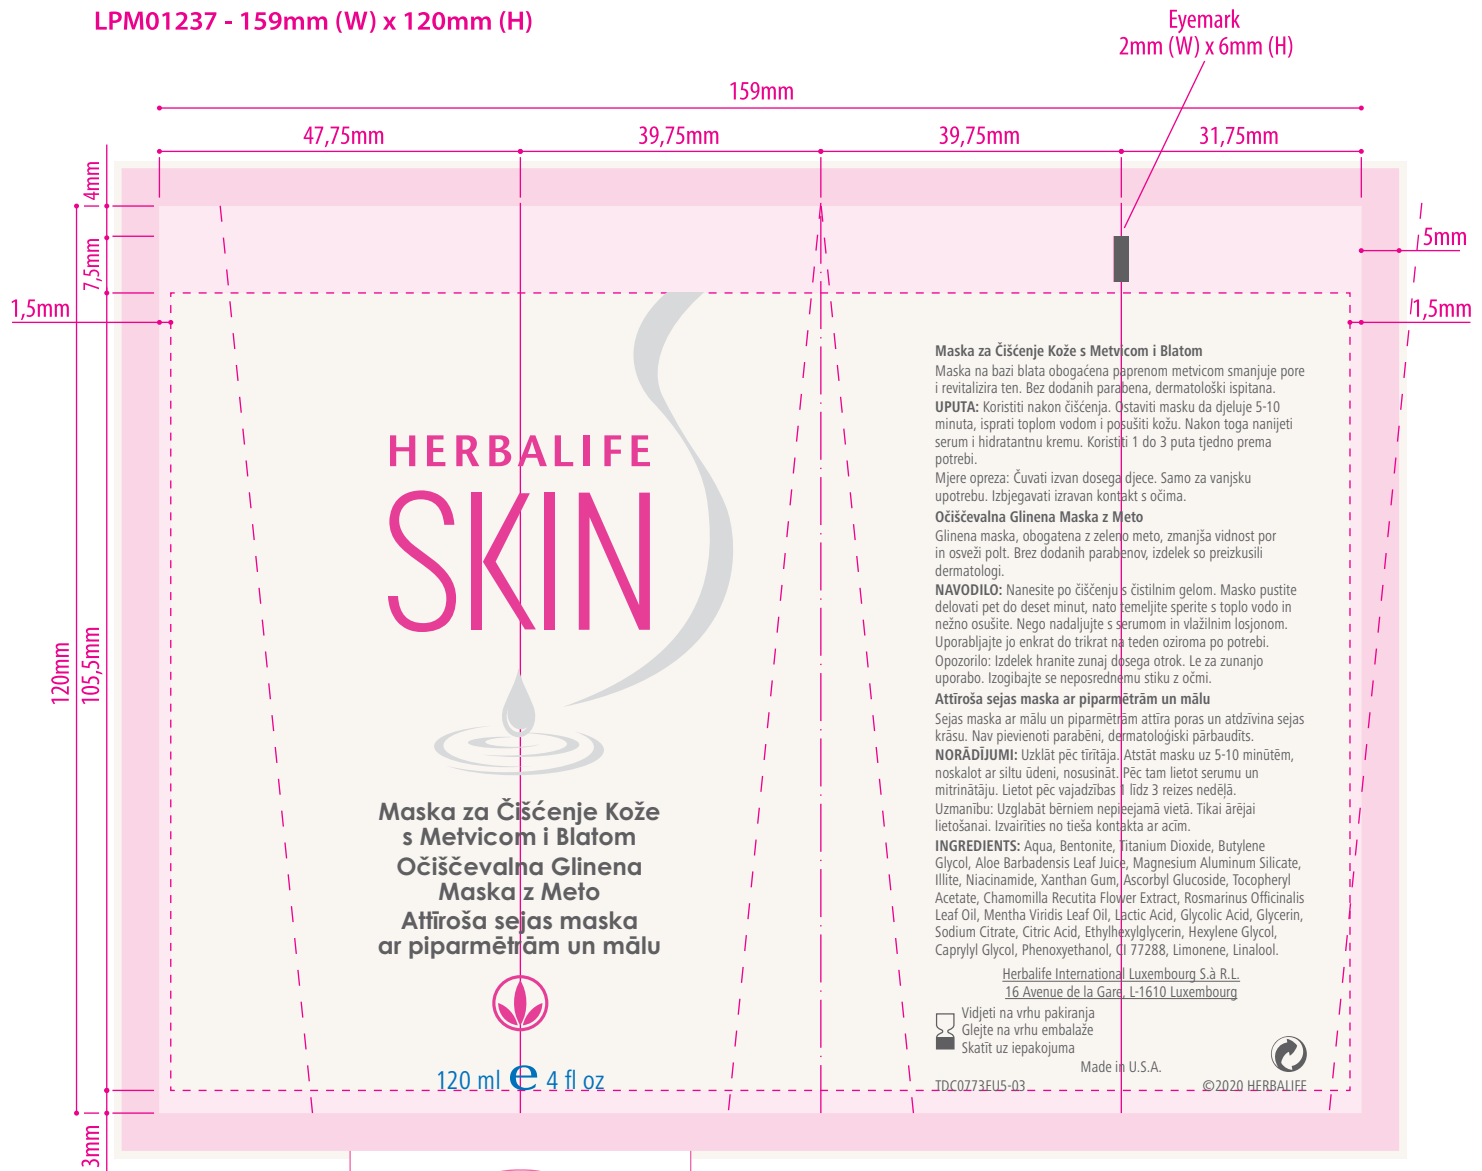 LPM01237 - 159mm (W) x 120mm (H)
Eyemark
2mm (W) x 6mm (H)
159mm
47,75mm
39,75mm
39,75mm
31,75mm
4mm
7,5mm
1,5mm
5mm
1,5mm
120mm
105,5mm
3mm
HERBALIFE
SKIN
Maska za Čišćenje Kože
s Metvicom i Blatom
Očiščevalna Glinena
Maska z Meto
Attīroša sejas maska
ar piparmētrām un mālu
120 ml e 4 fl oz
Maska za Čišćenje Kože s Metvicom i Blatom
Maska na bazi blata obogaćena paprenom metvicom smanjuje pore
i revitalizira ten. Bez dodanih parabena, dermatološki ispitana.
UPUTA: Koristiti nakon čišćenja. Ostaviti masku da djeluje 5-10
minuta, isprati toplom vodom i posušiti kožu. Nakon toga nanijeti
serum i hidratantnu kremu. Koristiti 1 do 3 puta tjedno prema
potrebi.
Mjere opreza: Čuvati izvan dosega djece. Samo za vanjsku
upotrebu. Izbjegavati izravan kontakt s očima.
Očiščevalna Glinena Maska z Meto
Glinena maska, obogatena z zeleno meto, zmanjša vidnost por
in osveži polt. Brez dodanih parabenov, izdelek so preizkusili
dermatologi.
NAVODILO: Nanesite po čiščenju s čistilnim gelom. Masko pustite
delovati pet do deset minut, nato temeljite sperite s toplo vodo in
nežno osušite. Nego nadaljujte s serumom in vlažilnim losjonom.
Uporabljajte jo enkrat do trikrat na teden oziroma po potrebi.
Opozorilo: Izdelek hranite zunaj dosega otrok. Le za zunanjo
uporabo. Izogibajte se neposrednemu stiku z očmi.
Attīroša sejas maska ar piparmētrām un mālu
Sejas maska ar mālu un piparmētrām attīra poras un atdzīvina sejas
krāsu. Nav pievienoti parabēni, dermatoloģiski pārbaudīts.
NORĀDĪJUMI: Uzklāt pēc tīrītāja. Atstāt masku uz 5-10 minūtēm,
noskalot ar siltu ūdeni, nosusināt. Pēc tam lietot serumu un
mitrinātāju. Lietot pēc vajadzības 1 līdz 3 reizes nedēļā.
Uzmanību: Uzglabāt bērniem nepieejamā vietā. Tikai ārējai
lietošanai. Izvairīties no tieša kontakta ar acīm.
INGREDIENTS: Aqua, Bentonite, Titanium Dioxide, Butylene
Glycol, Aloe Barbadensis Leaf Juice, Magnesium Aluminum Silicate,
Illite, Niacinamide, Xanthan Gum, Ascorbyl Glucoside, Tocopheryl
Acetate, Chamomilla Recutita Flower Extract, Rosmarinus Officinalis
Leaf Oil, Mentha Viridis Leaf Oil, Lactic Acid, Glycolic Acid, Glycerin,
Sodium Citrate, Citric Acid, Ethylhexylglycerin, Hexylene Glycol,
Caprylyl Glycol, Phenoxyethanol, CI 77288, Limonene, Linalool.
Herbalife International Luxembourg S.à R.L.
16 Avenue de la Gare, L-1610 Luxembourg
Vidjeti na vrhu pakiranja
Glejte na vrhu embalaže
Skatīt uz iepakojuma
Made in U.S.A.
TDC0773EU5-03
©2020 HERBALIFE